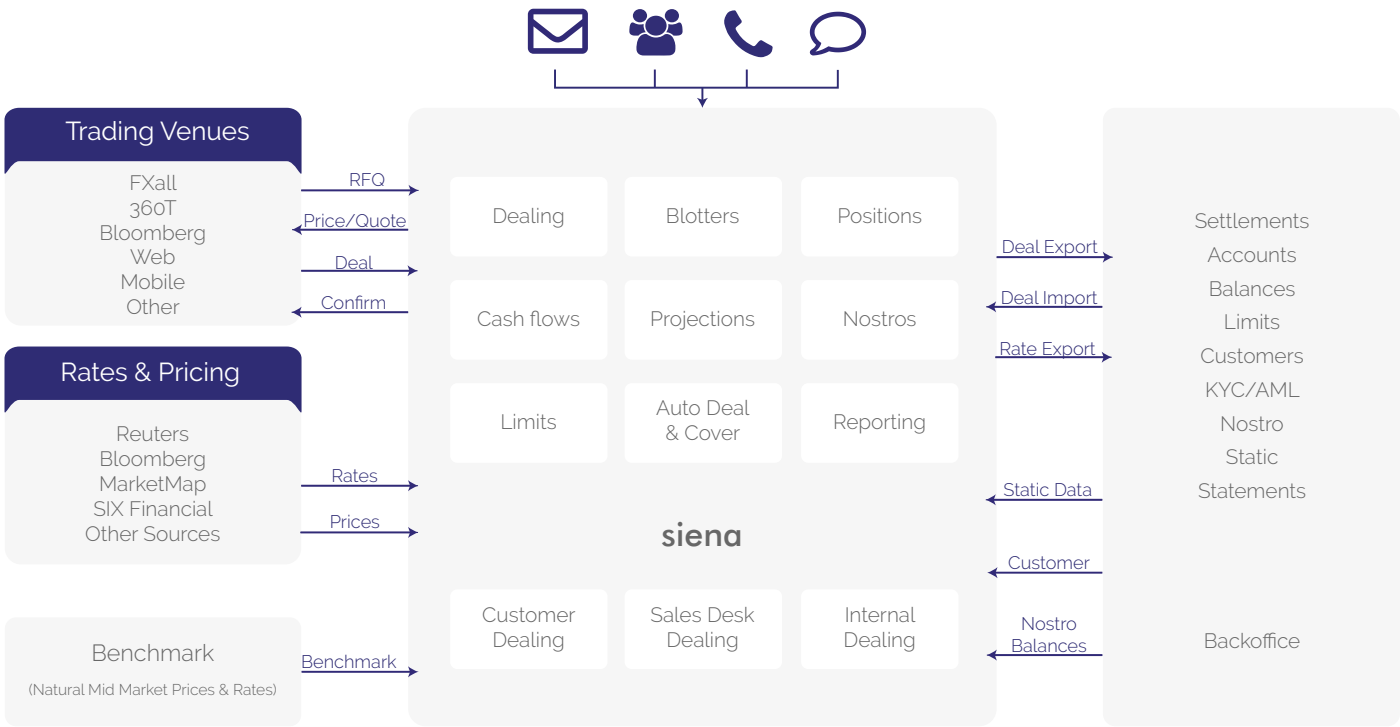 Trading Venues
FXall
360T
Bloomberg
Web
Mobile
Other
RFQ
Price/Quote
Deal
Confirm
Rates & Pricing
Reuters
Bloomberg
MarketMap
SIX Financial
Other Sources
Rates
Prices
Benchmark
(Natural Mid Market Prices & Rates)
Benchmark
Dealing
Blotters
Positions
Cash flows
Projections
Nostros
Limits
Auto Deal
& Cover
Reporting
siena
Customer
Dealing
Sales Desk
Dealing
Internal
Dealing
Deal Export
Deal Import
Rate Export
Static Data
Customer
Nostro
Balances
Settlements
Accounts
Balances
Limits
Customers
KYC/AML
Nostro
Static
Statements
Backoffice